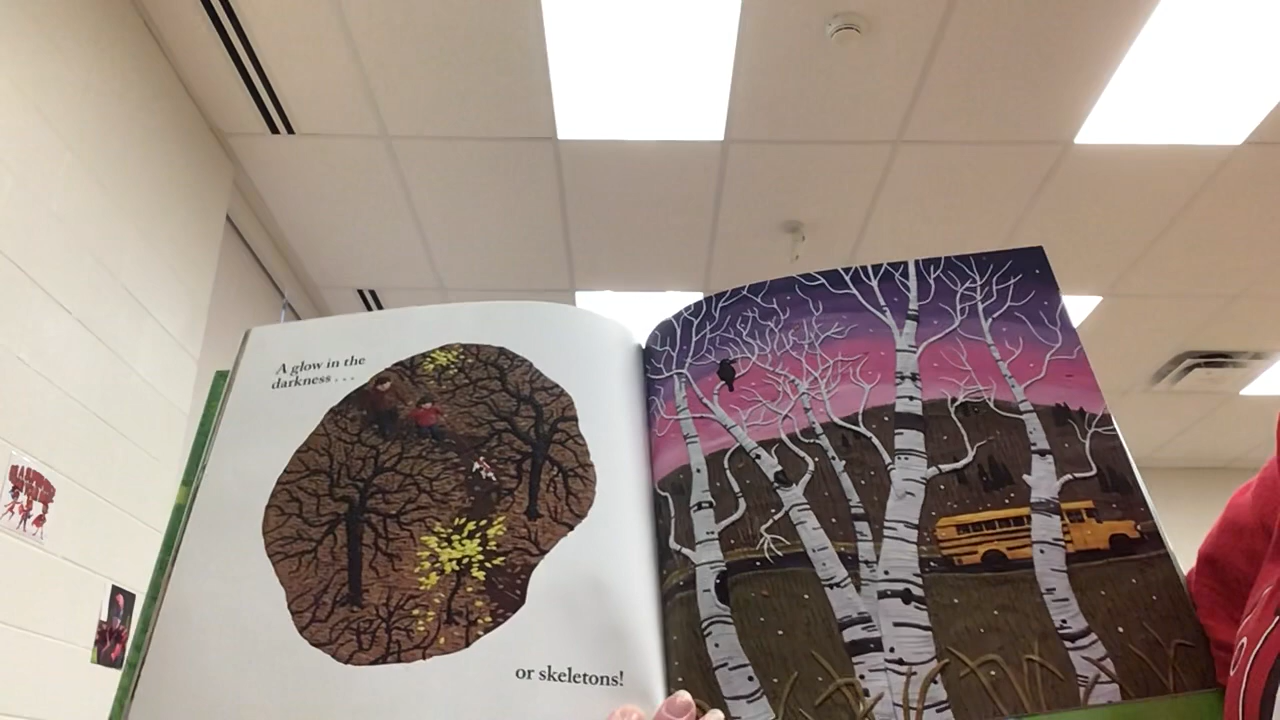 A glow in the
darkness . . .
or skeletons!